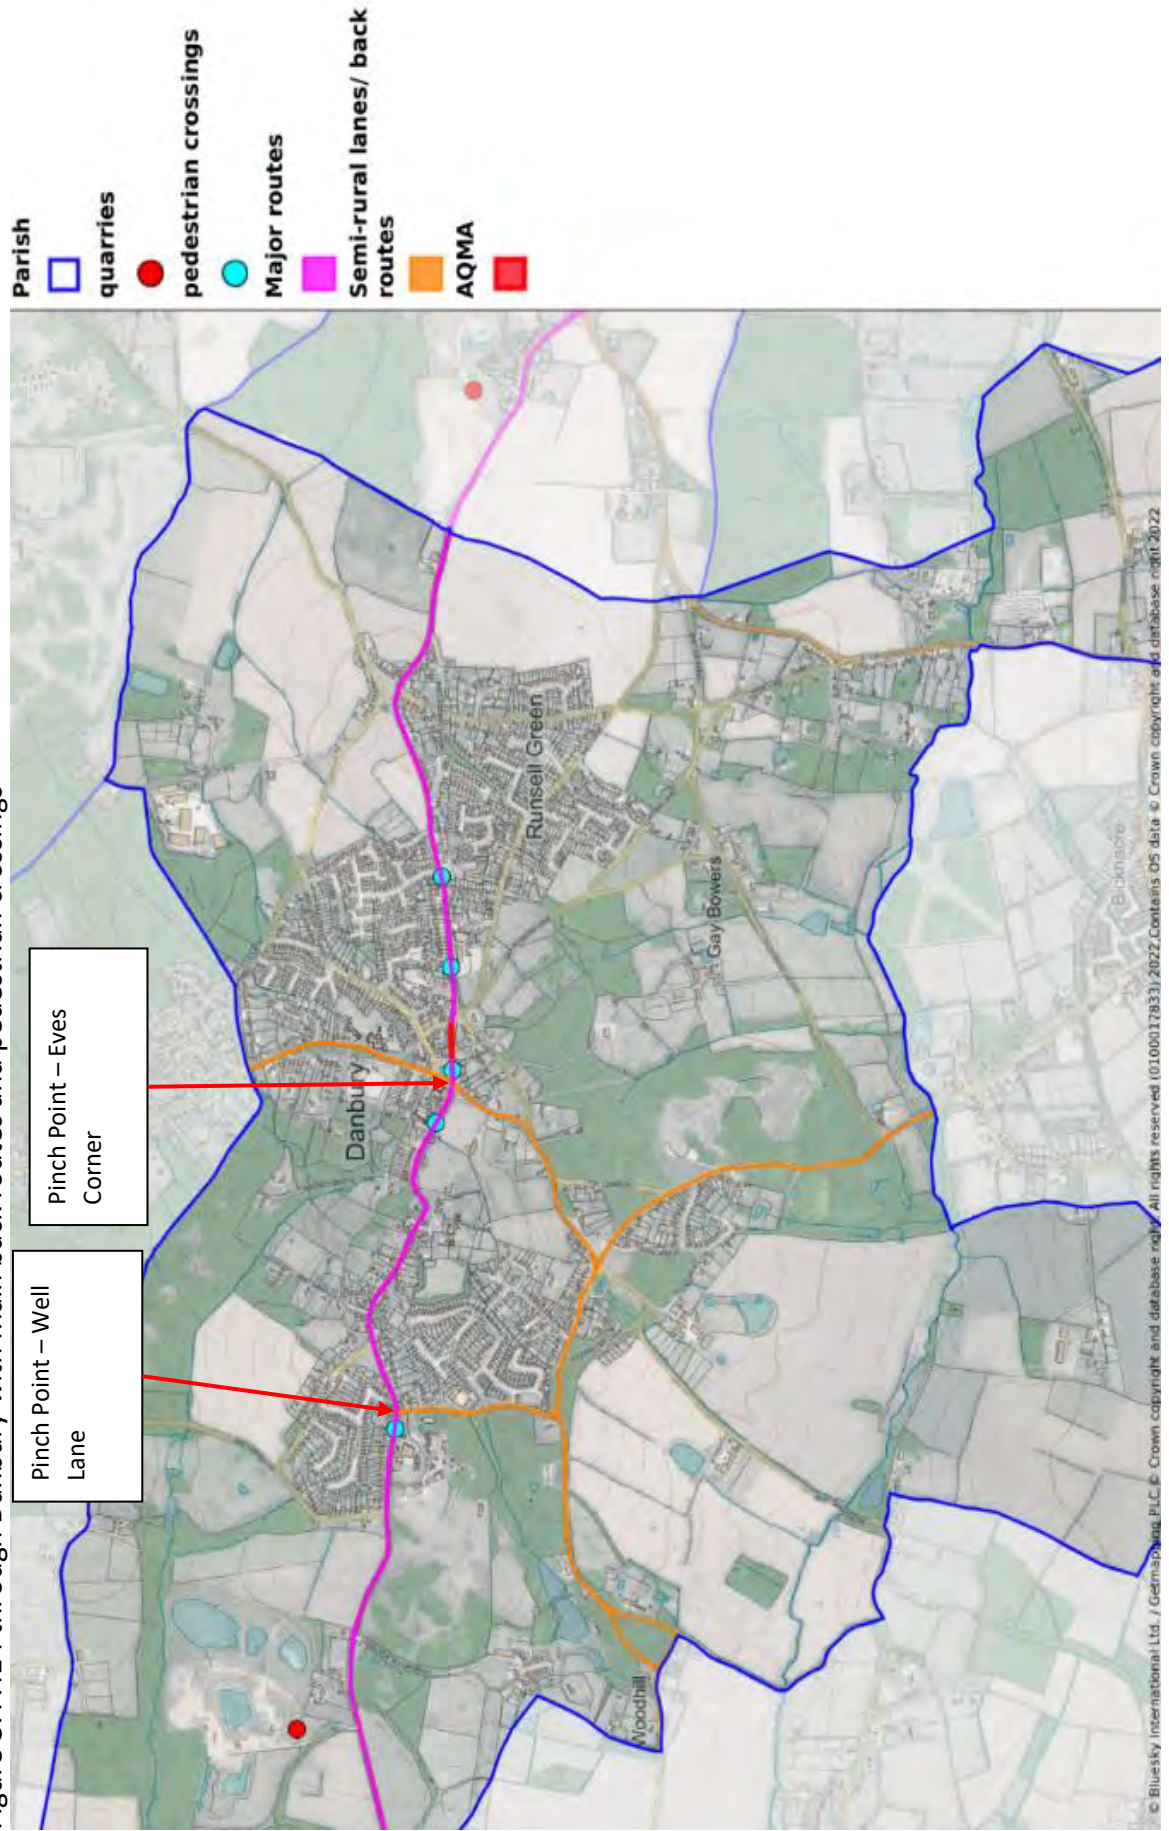 Parish
quarries
pedestrian crossings
Major routes
Semi-rural lanes/ back
routes
AQMA
Pinch Point – Eves
Corner
Pinch Point – Well
Lane
Danbury
Runsell Green
Gay Bowers
Bicknacre
Woodhill
© Bluesky International Ltd. / Getmapping PLC © Crown copyright and database right. All rights reserved (0100017833) 2022 Contains OS data © Crown copyright and database right 2022